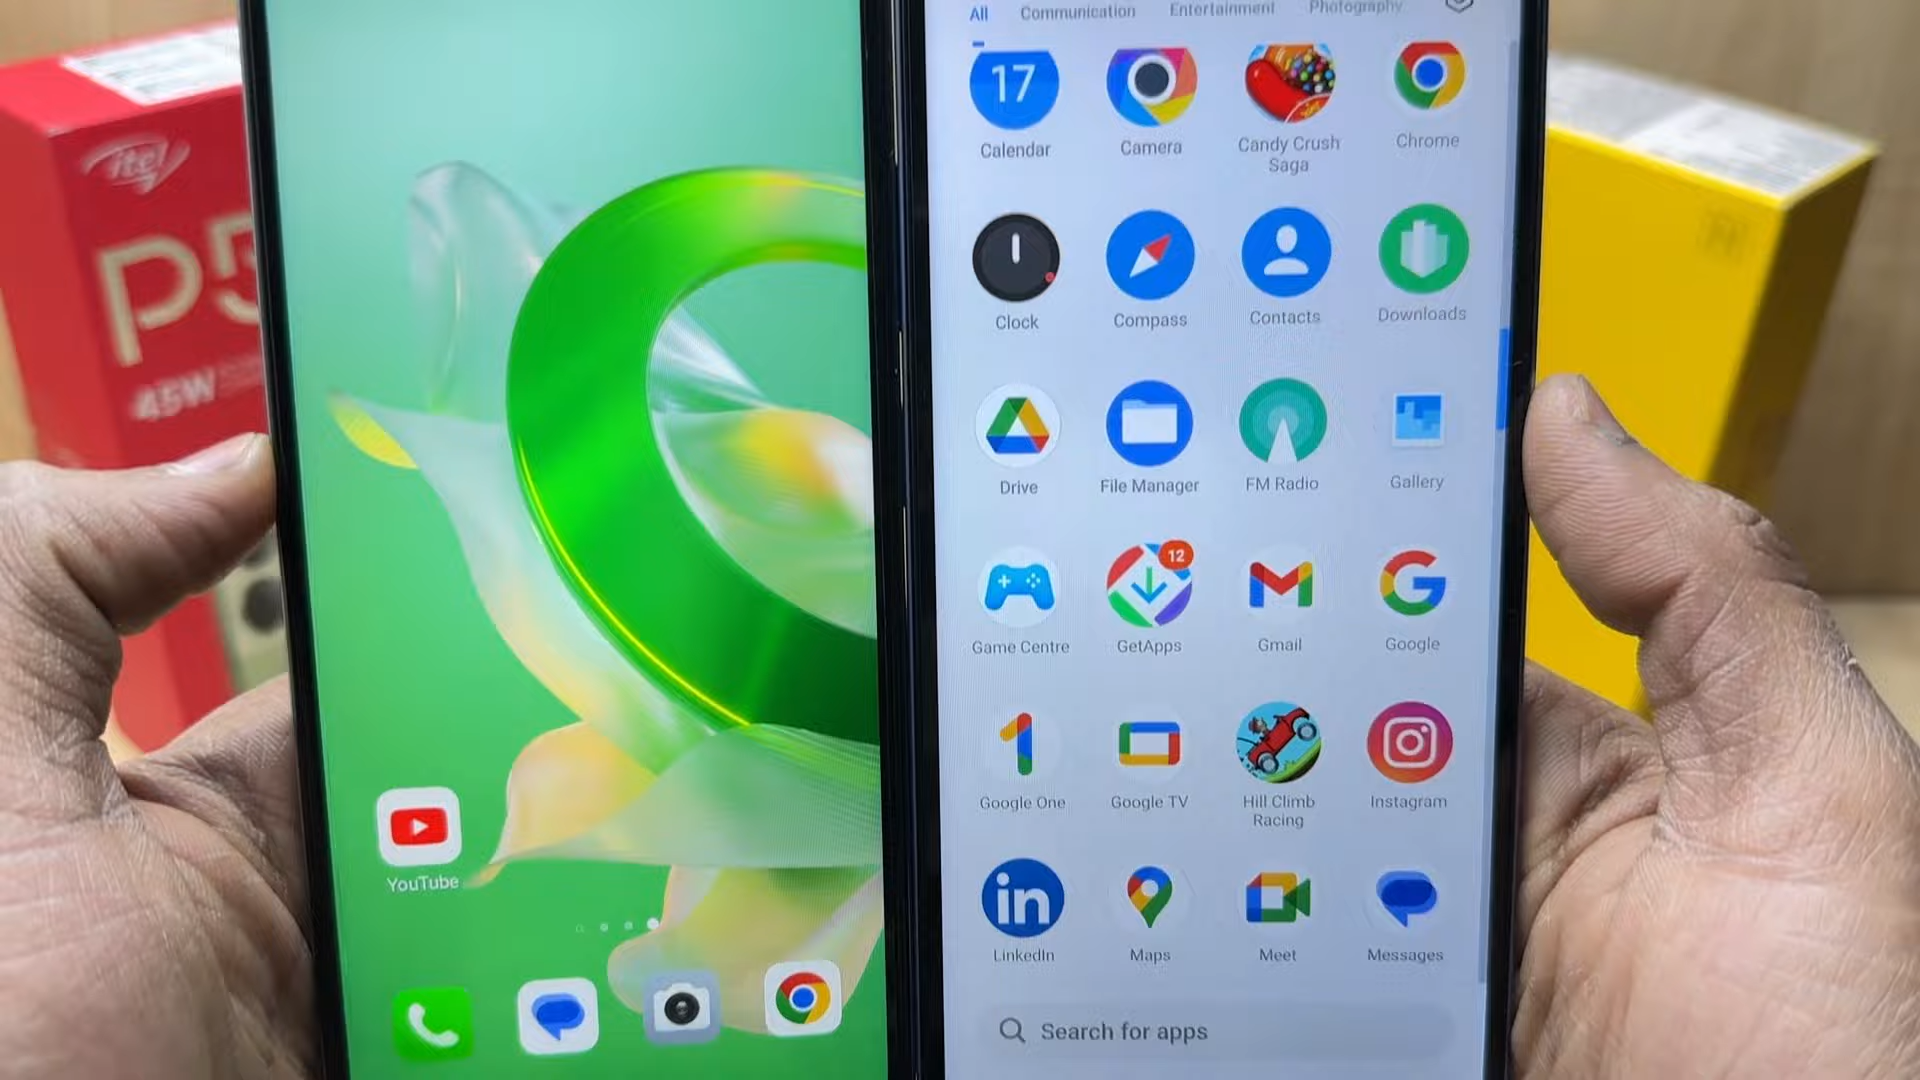 itel
P5
45W
YouTube
All Communication Entertainment Photography
17
Calendar Camera Candy Crush Saga Chrome
Clock Compass Contacts Downloads
Drive File Manager FM Radio Gallery
12
Game Centre GetApps Gmail Google
Google One Google TV Hill Climb Racing Instagram
in
LinkedIn Maps Meet Messages
Search for apps